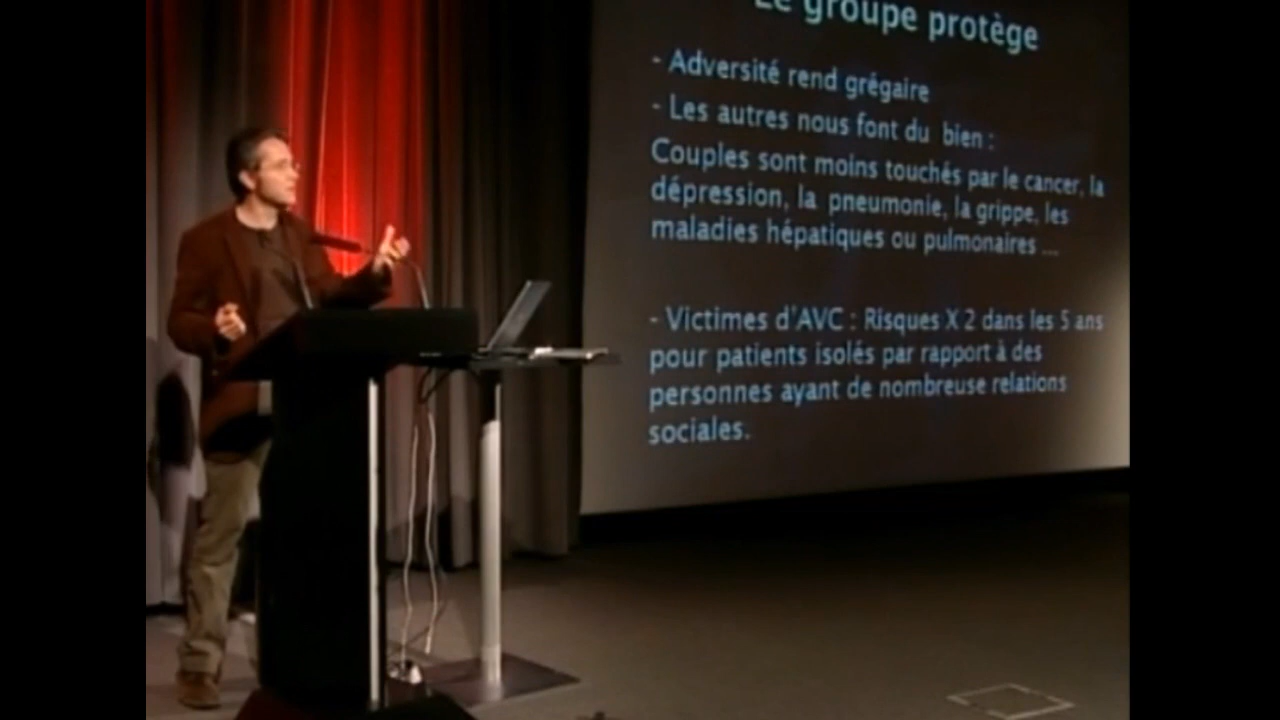 Le groupe protège
- Adversité rend grégaire
- Les autres nous font du bien :
Couples sont moins touchés par le cancer, la
dépression, la pneumonie, la grippe, les
maladies hépatiques ou pulmonaires ...
- Victimes d'AVC : Risques X 2 dans les 5 ans
pour patients isolés par rapport à des
personnes ayant de nombreuse relations
sociales.